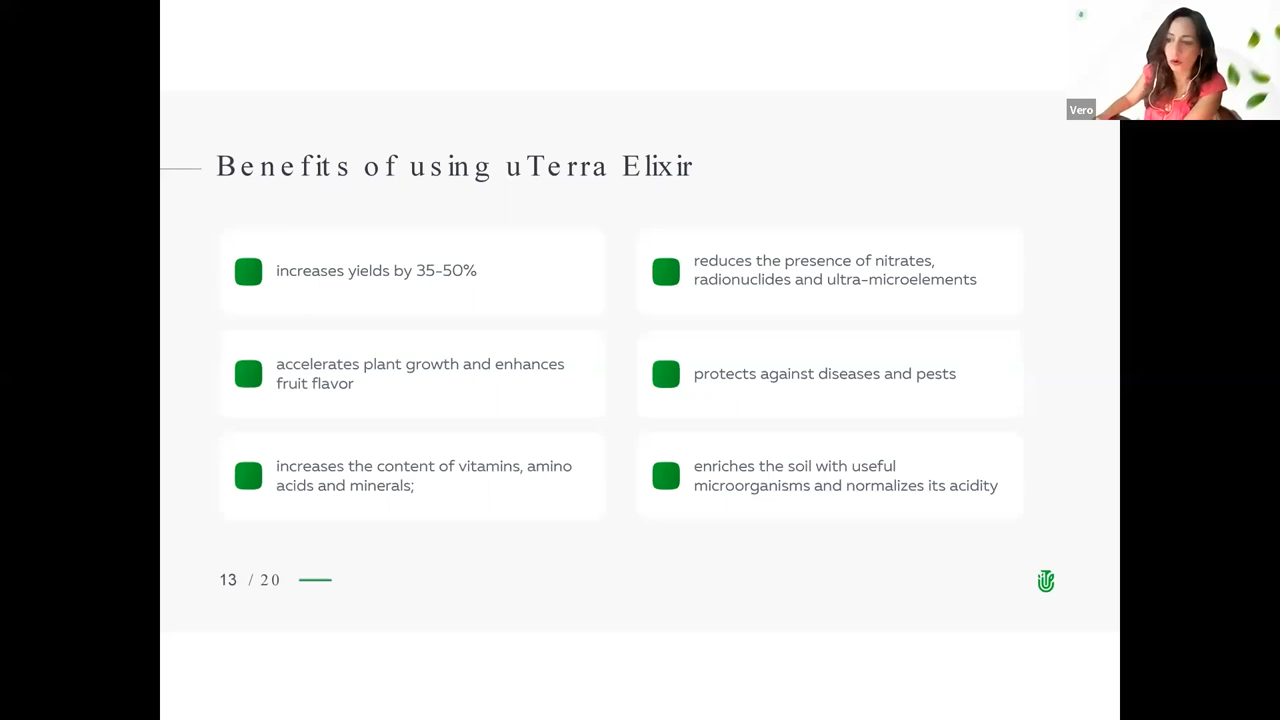 Vero
Benefits of using uTerra Elixir
increases yields by 35-50%
reduces the presence of nitrates,
radionuclides and ultra-microelements
accelerates plant growth and enhances
fruit flavor
protects against diseases and pests
increases the content of vitamins, amino
acids and minerals;
enriches the soil with useful
microorganisms and normalizes its acidity
13 / 20